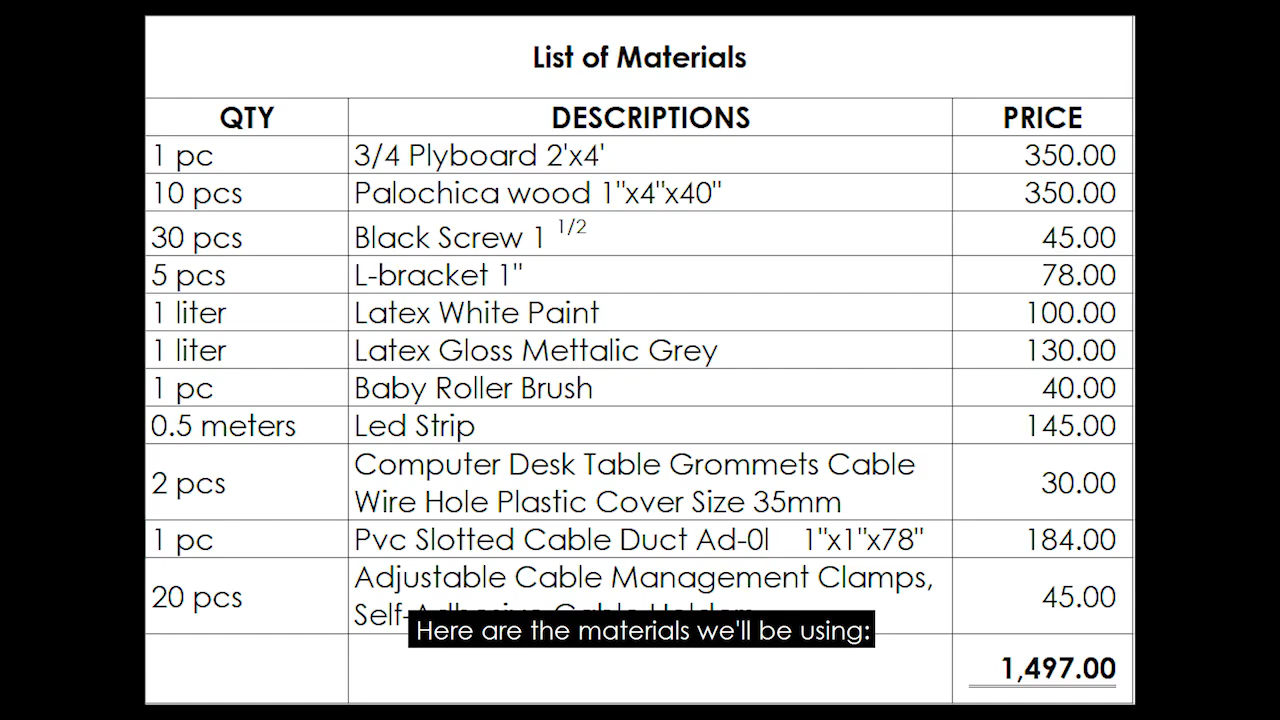 List of Materials
QTY DESCRIPTIONS PRICE
1 pc 3/4 Plyboard 2'x4' 350.00
10 pcs Palochica wood 1"x4"x40" 350.00
30 pcs Black Screw 1 1/2 45.00
5 pcs L-bracket 1" 78.00
1 liter Latex White Paint 100.00
1 liter Latex Gloss Mettalic Grey 130.00
1 pc Baby Roller Brush 40.00
0.5 meters Led Strip 145.00
2 pcs Computer Desk Table Grommets Cable
Wire Hole Plastic Cover Size 35mm 30.00
1 pc Pvc Slotted Cable Duct Ad-0l 1"x1"x78" 184.00
20 pcs Adjustable Cable Management Clamps, 45.00
Self-
Here are the materials we'll be using:
1,497.00